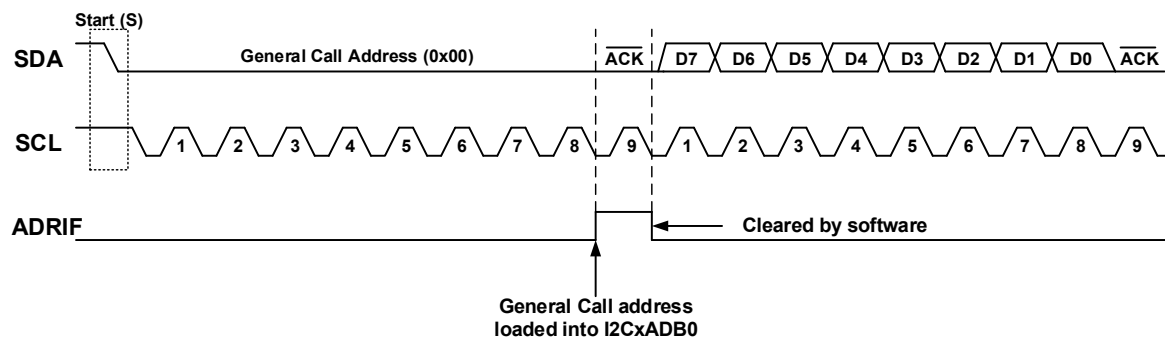 Start (S)
SDA General Call Address (0x00) ACK D7 D6 D5 D4 D3 D2 D1 D0 ACK
SCL 1 2 3 4 5 6 7 8 9 1 2 3 4 5 6 7 8 9
ADRIF Cleared by software
General Call address
loaded into I2CxADB0